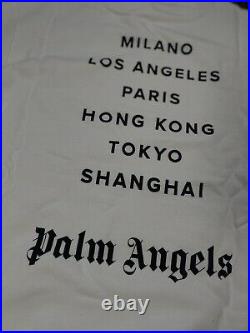 MILANO
LOS ANGELES
PARIS
HONG KONG
TOKYO
SHANGHAI
Palm Angels